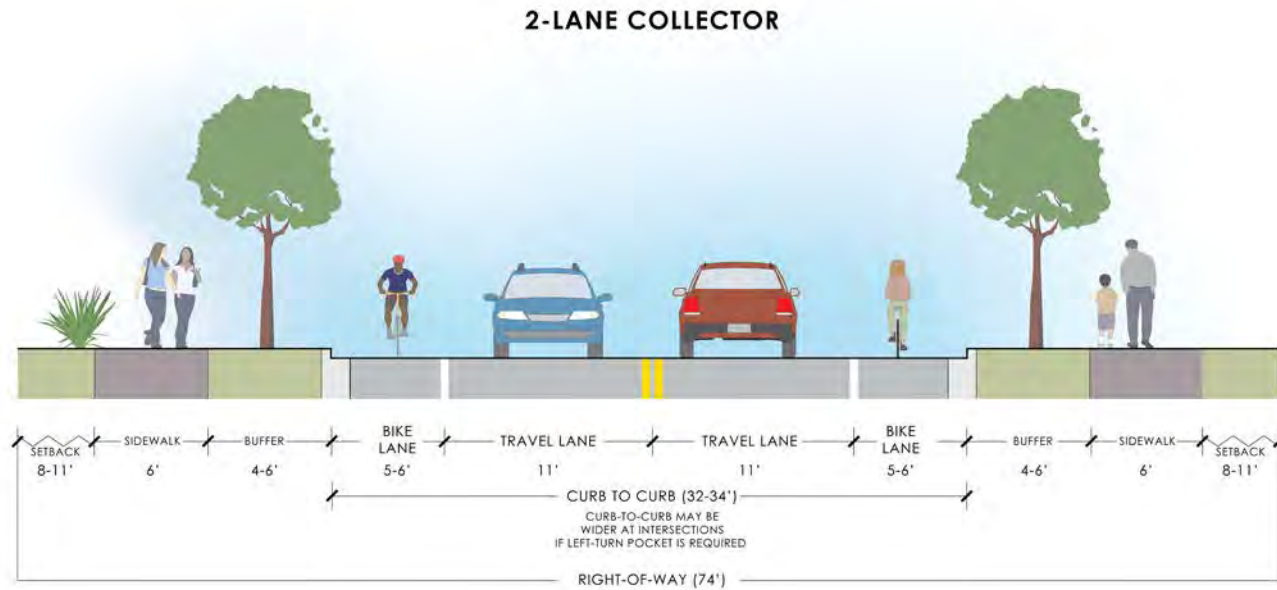 2-LANE COLLECTOR
SETBACK
8-11'
SIDEWALK
6'
BUFFER
4-6'
BIKE
LANE
5-6'
TRAVEL LANE
11'
TRAVEL LANE
11'
BIKE
LANE
5-6'
BUFFER
4-6'
SIDEWALK
6'
SETBACK
8-11'
CURB TO CURB (32-34')
CURB-TO-CURB MAY BE
WIDER AT INTERSECTIONS
IF LEFT-TURN POCKET IS REQUIRED
RIGHT-OF-WAY (74')